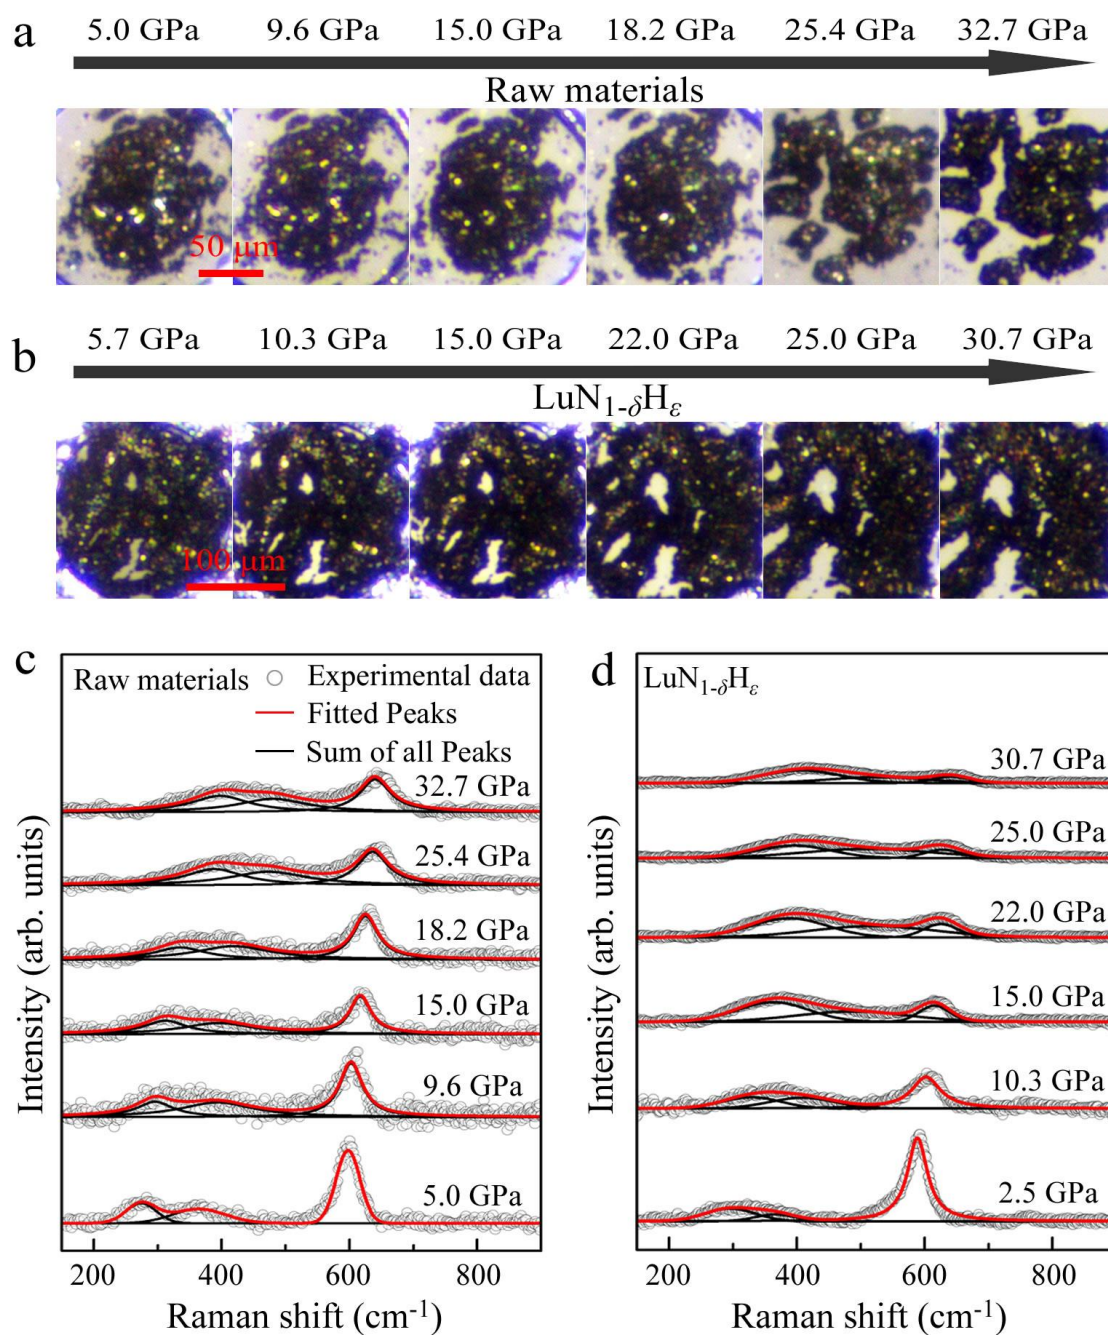 a
5.0 GPa 9.6 GPa 15.0 GPa 18.2 GPa 25.4 GPa 32.7 GPa
Raw materials
50 μm
b
5.7 GPa 10.3 GPa 15.0 GPa 22.0 GPa 25.0 GPa 30.7 GPa
LuN₁₋δHε
100 μm
c
Raw materials
Experimental data
Fitted Peaks
Sum of all Peaks
32.7 GPa
25.4 GPa
18.2 GPa
15.0 GPa
9.6 GPa
5.0 GPa
Intensity (arb. units)
200 400 600 800
Raman shift (cm⁻¹)
d
LuN₁₋δHε
30.7 GPa
25.0 GPa
22.0 GPa
15.0 GPa
10.3 GPa
2.5 GPa
Intensity (arb. units)
200 400 600 800
Raman shift (cm⁻¹)